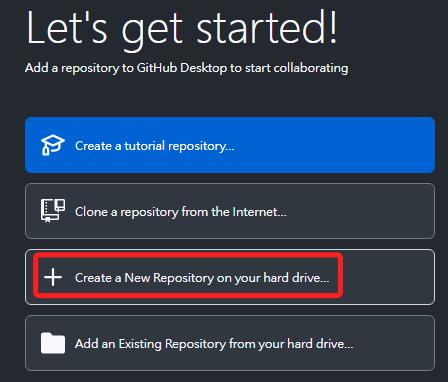 Let's get started!
Add a repository to GitHub Desktop to start collaborating
Create a tutorial repository...
Clone a repository from the Internet...
Create a New Repository on your hard drive...
Add an Existing Repository from your hard drive...